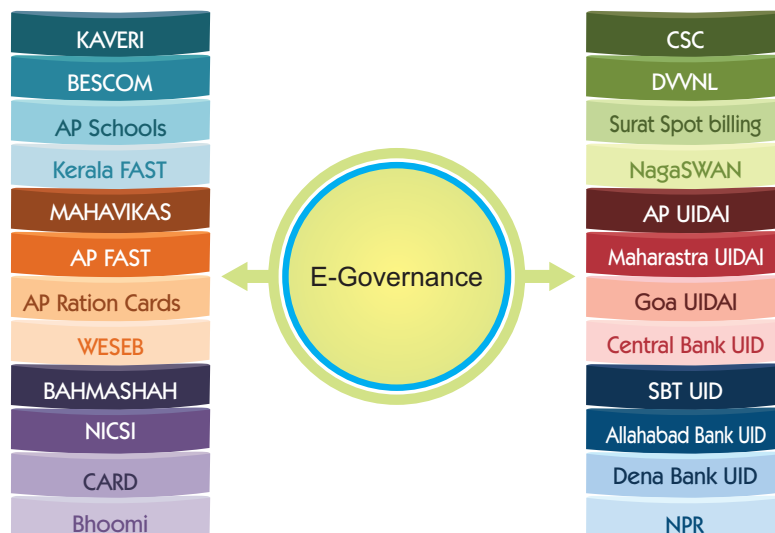 KAVERI
BESCOM
AP Schools
Kerala FAST
MAHAVIKAS
AP FAST
AP Ration Cards
WESEB
BAHMASHAH
NICSI
CARD
Bhoomi
E-Governance
CSC
DVVNL
Surat Spot billing
NagaSWAN
AP UIDAI
Maharastra UIDAI
Goa UIDAI
Central Bank UID
SBT UID
Allahabad Bank UID
Dena Bank UID
NPR